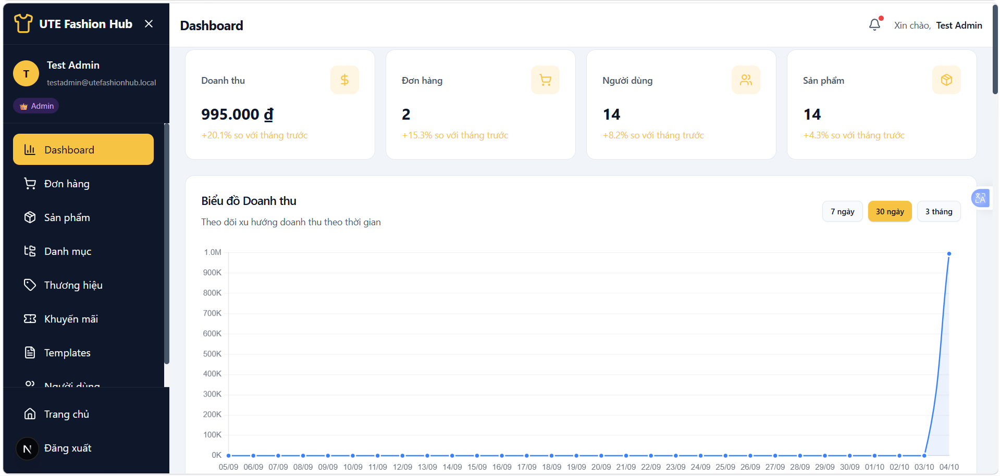 UTE Fashion Hub
T
Test Admin
testadmin@utefashionhub.local
Admin
Dashboard
Đơn hàng
Sản phẩm
Danh mục
Thương hiệu
Khuyến mãi
Templates
Người dùng
Trang chủ
N
Đăng xuất
Dashboard
Xin chào, Test Admin
Doanh thu
$
995.000 ₫
+20.1% so với tháng trước
Đơn hàng
2
+15.3% so với tháng trước
Người dùng
14
+8.2% so với tháng trước
Sản phẩm
14
+4.3% so với tháng trước
Biểu đồ Doanh thu
Theo dõi xu hướng doanh thu theo thời gian
7 ngày 30 ngày 3 tháng
1.0M
900K
800K
700K
600K
500K
400K
300K
200K
100K
0K
05/09 06/09 07/09 08/09 09/09 10/09 11/09 12/09 13/09 14/09 15/09 16/09 17/09 18/09 19/09 20/09 21/09 22/09 23/09 24/09 25/09 26/09 27/09 28/09 29/09 30/09 01/10 02/10 03/10 04/10